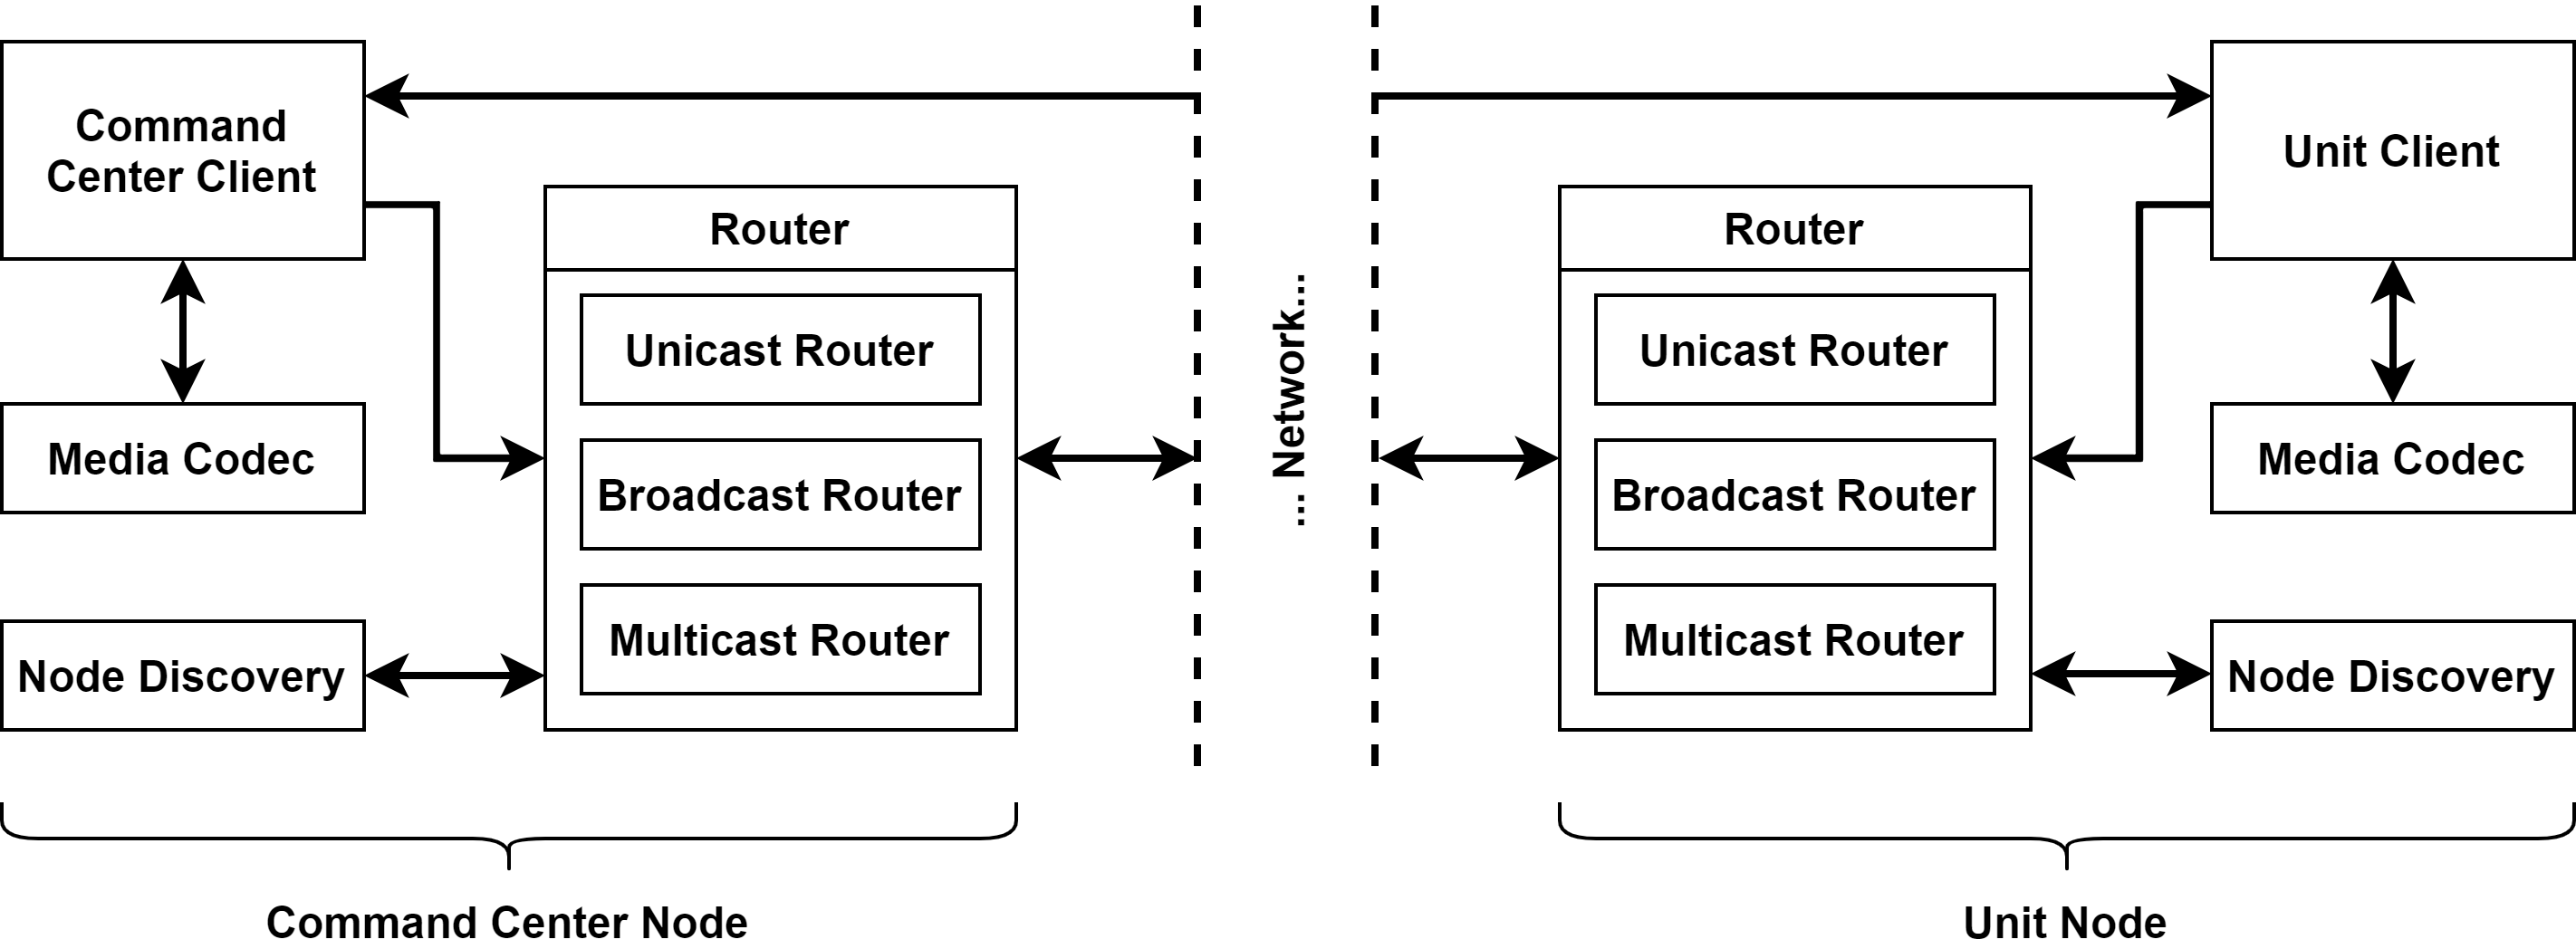 Command
Center Client
Media Codec
Node Discovery
Router
Unicast Router
Broadcast Router
Multicast Router
... Network...
Router
Unicast Router
Broadcast Router
Multicast Router
Unit Client
Media Codec
Node Discovery
Command Center Node
Unit Node